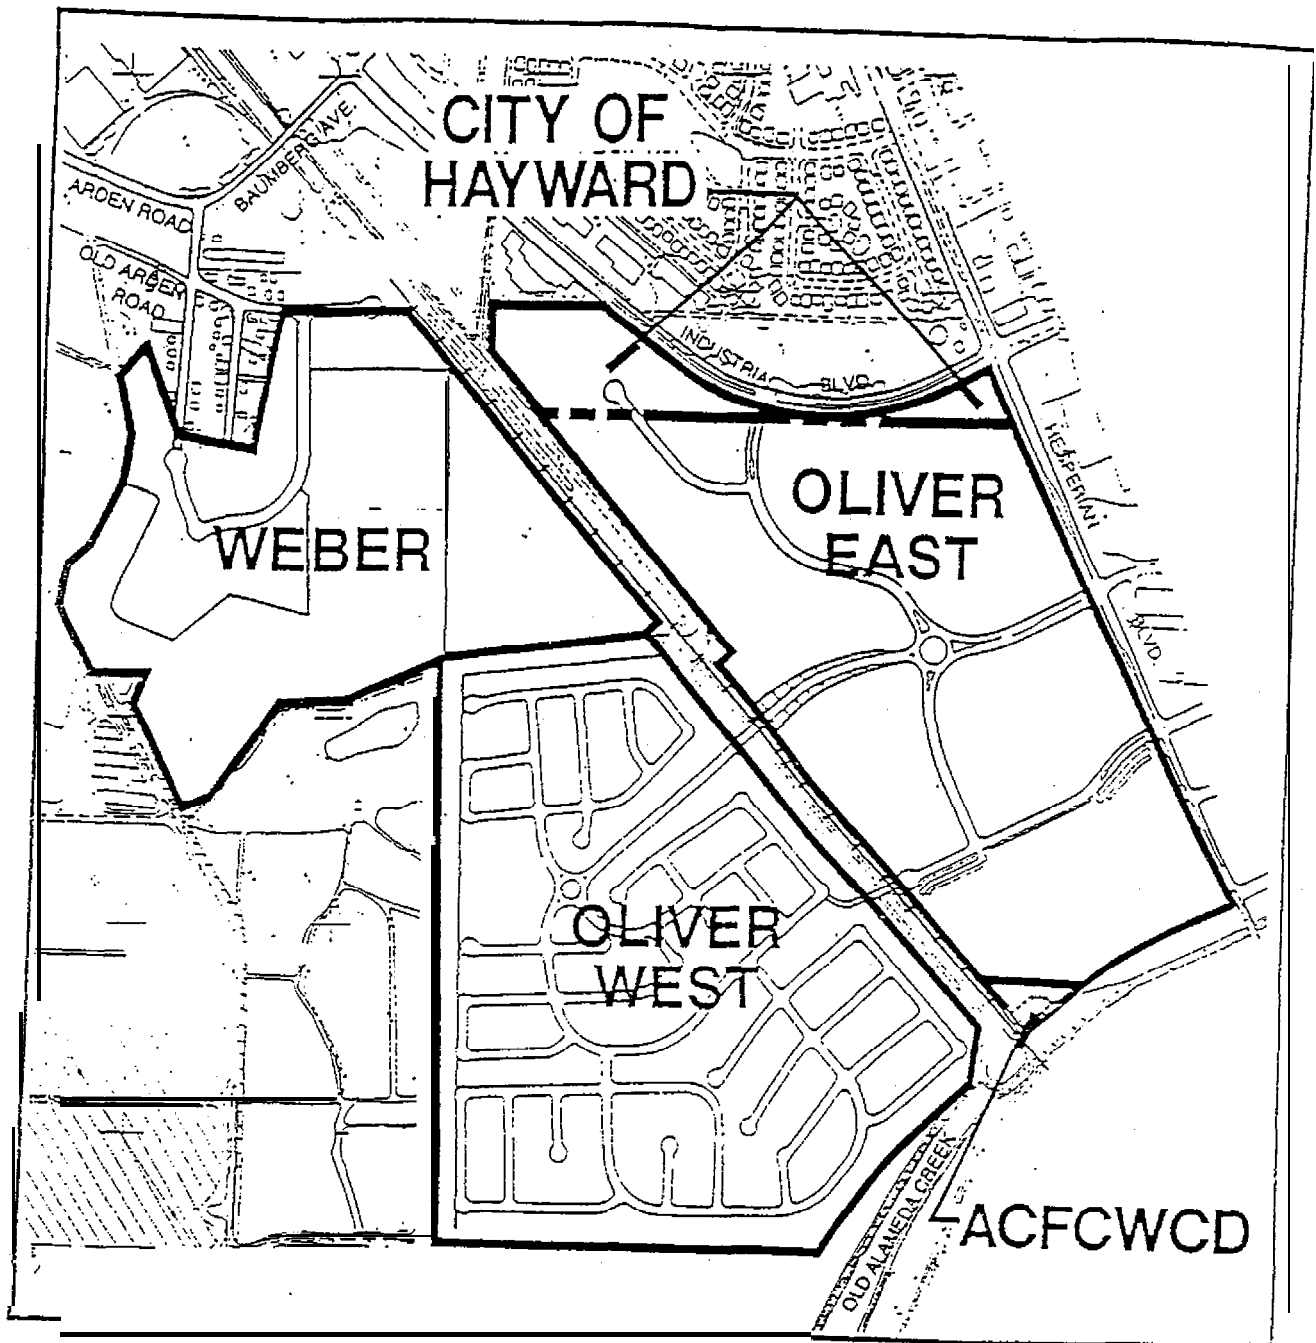 CITY OF
HAYWARD
BAUMBERG AVE.
ARDEN ROAD
OLD ARDEN
ROAD
INDUSTRIAL BLVD
HESPERIAN
BLVD.
OLIVER
EAST
WEBER
OLIVER
WEST
OLD ALAMEDA CREEK
ACFCWCD